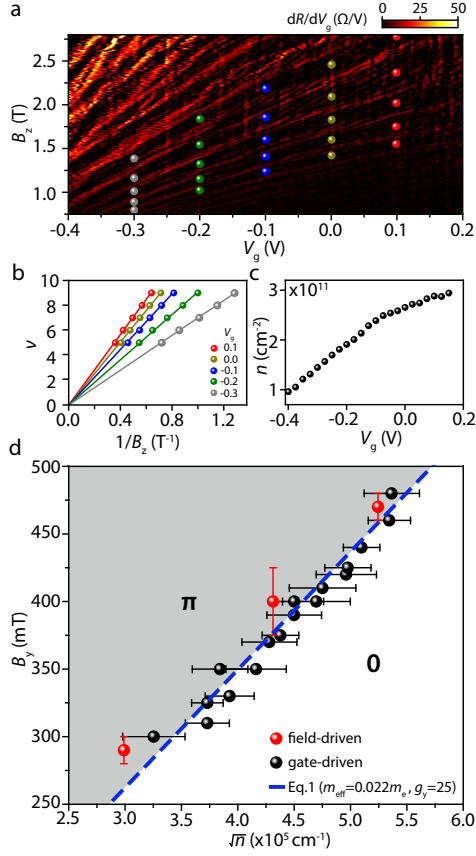 a
dR/dVg (Ω/V)
0 25 50
Bz (T)
2.5
2.0
1.5
1.0
-0.4 -0.3 -0.2 -0.1 0.0 0.1 0.2
Vg (V)
b
ν
10
8
6
4
2
0
0.0 0.4 0.8 1.2
1/Bz (T⁻¹)
Vg
0.1
0.0
-0.1
-0.2
-0.3
c
n (cm⁻²)
x10¹¹
3
2
1
-0.4 -0.2 0.0
Vg (V)
d
By (mT)
500
450
400
350
300
250
π
0
field-driven
gate-driven
Eq.1 (meff=0.022me, gy=25)
2.5 3.0 3.5 4.0 4.5 5.0 5.5 6.0
√n (x10⁵ cm⁻¹)